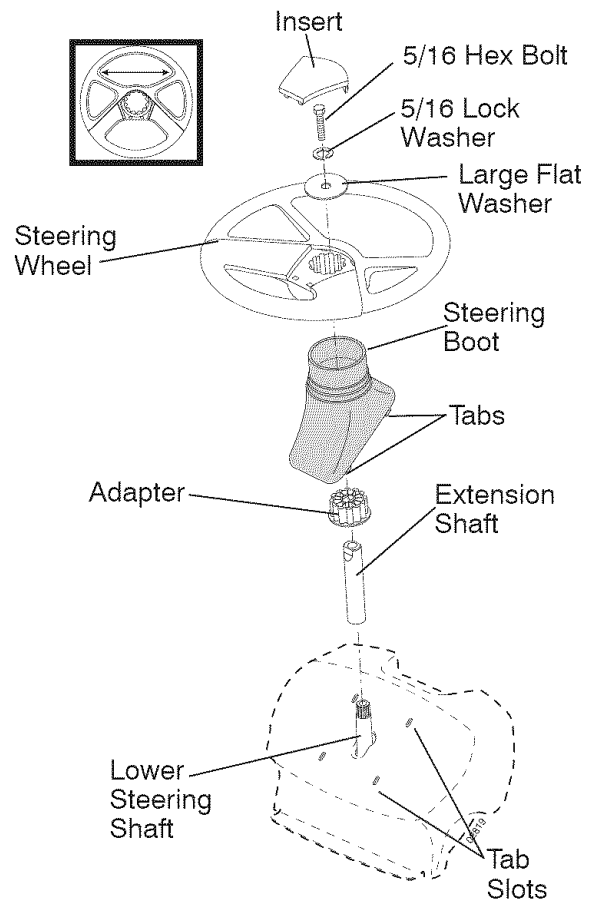 Insert
5/16 Hex Bolt
5/16 Lock
Washer
Large Flat
Washer
Steering
Wheel
Steering
Boot
Tabs
Adapter
Extension
Shaft
Lower
Steering
Shaft
02819
Tab
Slots